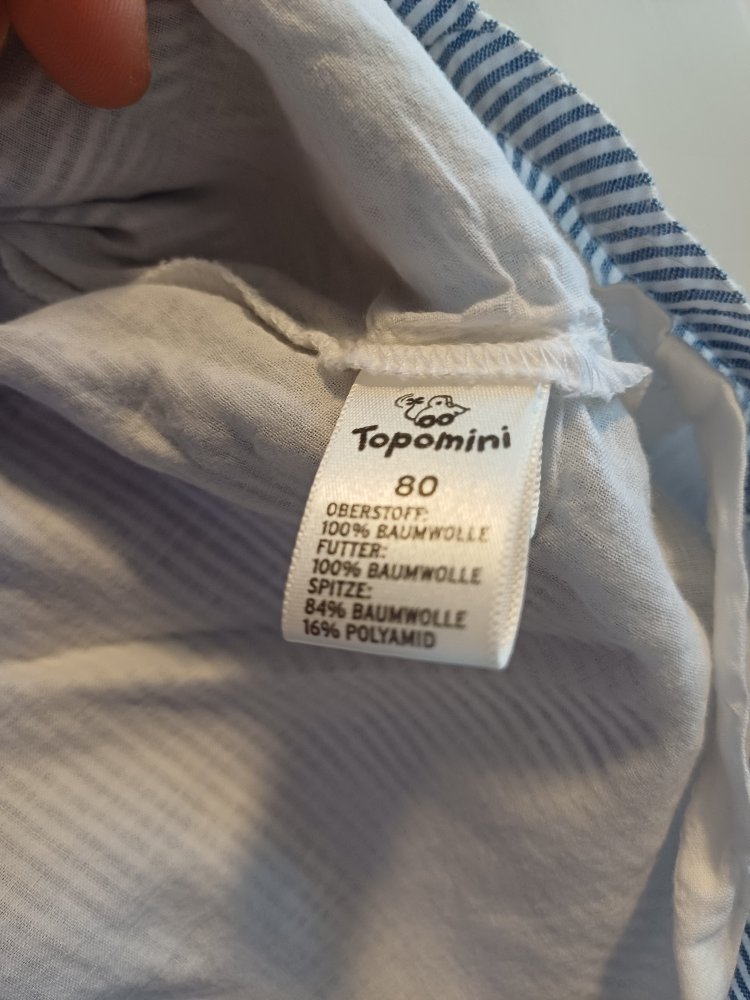 Topomini
80
OBERSTOFF:
100% BAUMWOLLE
FUTTER:
100% BAUMWOLLE
SPITZE:
84% BAUMWOLLE
16% POLYAMID